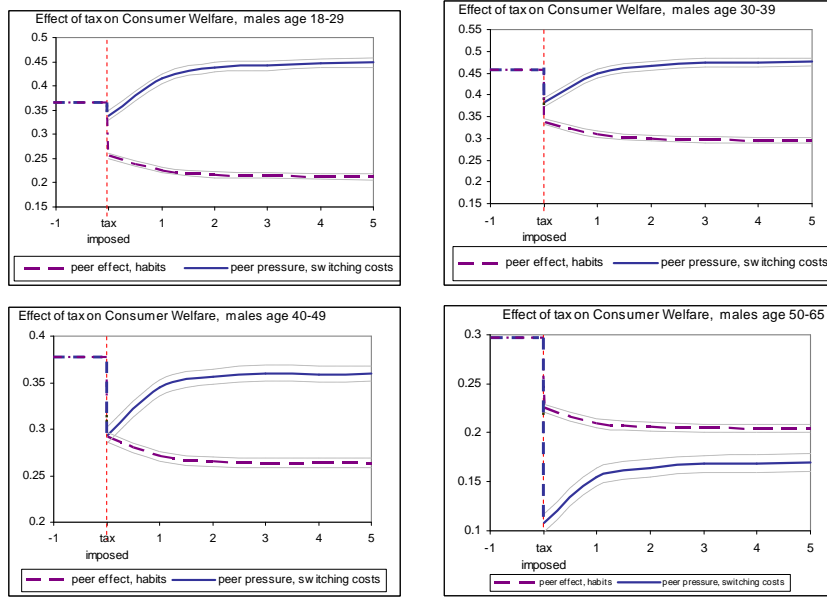 Effect of tax on Consumer Welfare, males age 18-29
0.5
0.45
0.4
0.35
0.3
0.25
0.2
0.15
-1 tax 1 2 3 4 5
imposed
peer effect, habits peer pressure, switching costs
Effect of tax on Consumer Welfare, males age 30-39
0.55
0.5
0.45
0.4
0.35
0.3
0.25
0.2
0.15
-1 tax 1 2 3 4 5
imposed
peer effect, habits peer pressure, switching costs
Effect of tax on Consumer Welfare, males age 40-49
0.4
0.35
0.3
0.25
0.2
-1 tax 1 2 3 4 5
imposed
peer effect, habits peer pressure, switching costs
Effect of tax on Consumer Welfare, males age 50-65
0.3
0.25
0.2
0.15
0.1
-1 tax 1 2 3 4 5
imposed
peer effect, habits peer pressure, switching costs